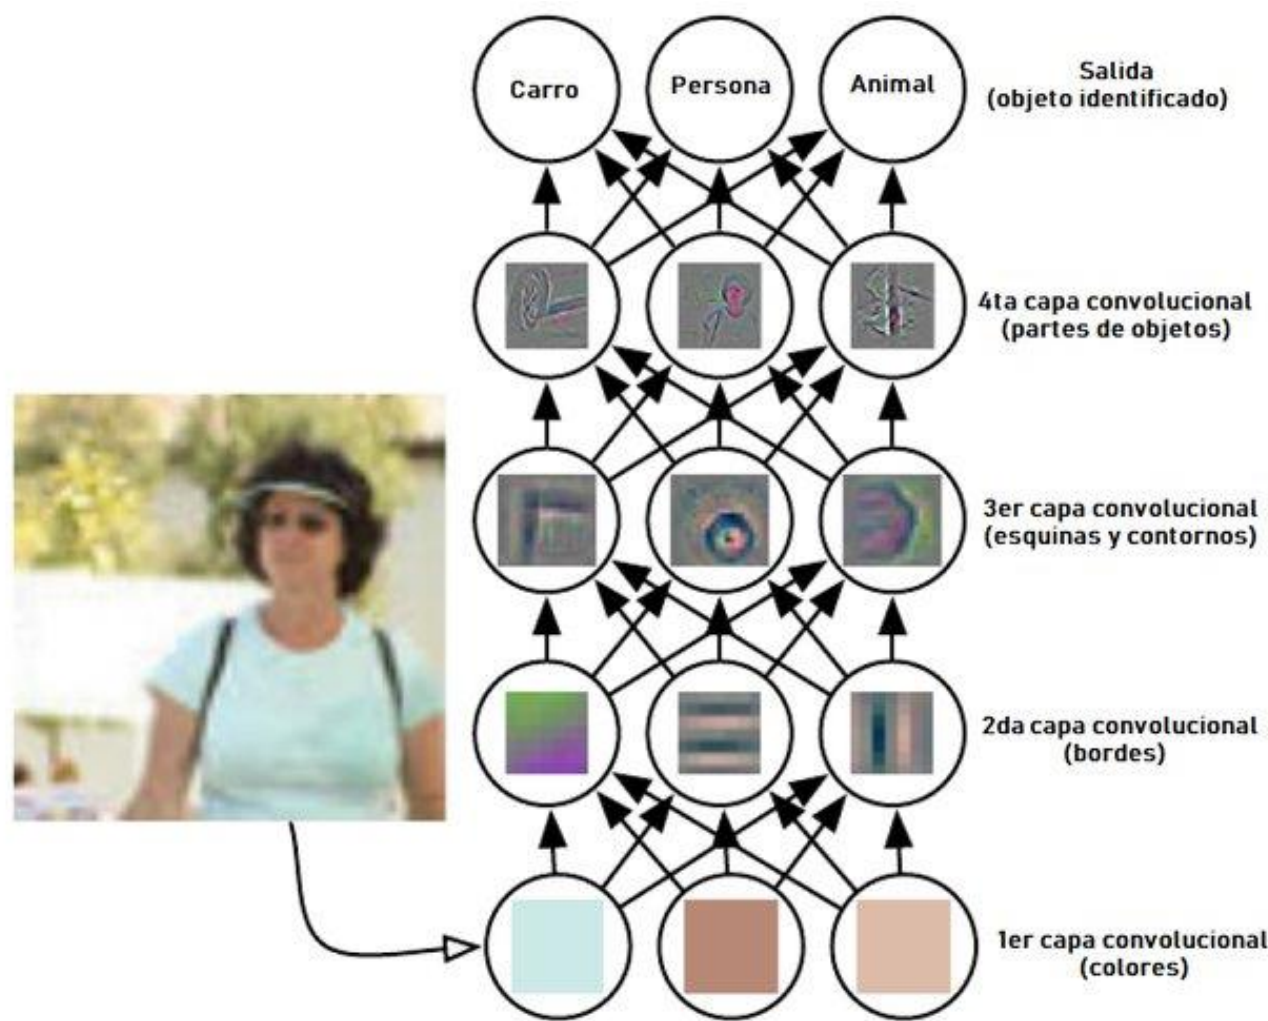 Carro
Persona
Animal
Salida
(objeto identificado)
4ta capa convolucional
(partes de objetos)
3er capa convolucional
(esquinas y contornos)
2da capa convolucional
(bordes)
1er capa convolucional
(colores)